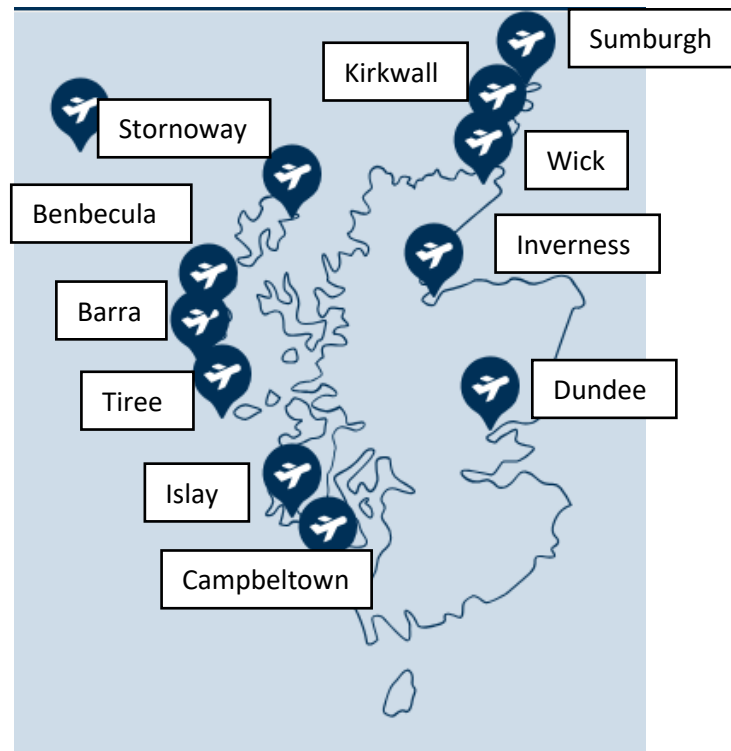 Sumburgh
Kirkwall
Stornoway
Wick
Benbecula
Inverness
Barra
Tiree
Dundee
Islay
Campbeltown